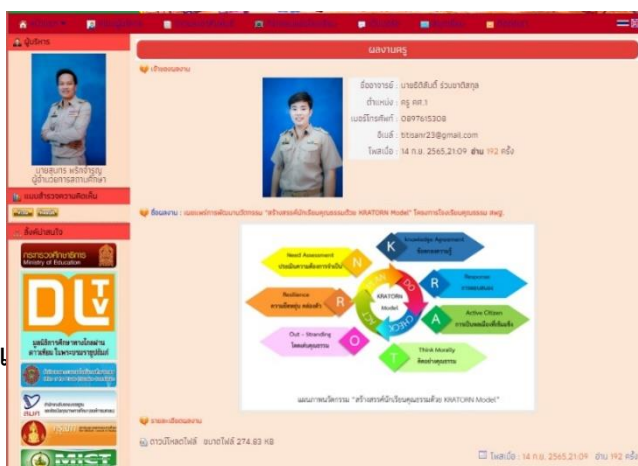 ผู้บริหาร
นายสุนทร พริกจำรูญ
ผู้อำนวยการสถานศึกษา
แบบสำรวจความคิดเห็น
ลิ้งค์น่าสนใจ
กระทรวงศึกษาธิการ
Ministry of Education
DLTV
มูลนิธิการศึกษาทางไกลผ่าน
ดาวเทียม ในพระบรมราชูปถัมภ์
สมศ
คุรุสภา
MICT
ผลงานครู
เจ้าของผลงาน
ชื่ออาจารย์ : นายธิติสันติ์ ร่วมชาติสกุล
ตำแหน่ง : ครู คศ.1
เบอร์โทรศัพท์ : 0897615308
อีเมล์ : titisanr23@gmail.com
โพสเมื่อ : 14 ก.ย. 2565,21:09 อ่าน 192 ครั้ง
ชื่อผลงาน : เผยแพร่การพัฒนานวัตกรรม "สร้างสรรค์นักเรียนคุณธรรมด้วย KRATORN Model" โครงการโรงเรียนคุณธรรม สพฐ.
Need Assessment
ประเมินความต้องการจำเป็น
N
K
Knowledge Agreement
ข้อตกลงความรู้
Resilience
ความยืดหยุ่น คล่องตัว
R
PLAN
DO
CHECK
ACT
KRATORN
Model
R
Response
การตอบสนอง
Out - Stranding
โดดเด่นคุณธรรม
O
A
Active Citizen
การเป็นพลเมืองที่เข้มแข็ง
T
Think Morality
คิดอย่างคุณธรรม
แผนภาพนวัตกรรม "สร้างสรรค์นักเรียนคุณธรรมด้วย KRATORN Model"
รายละเอียดผลงาน
ดาวน์โหลดไฟล์ ขนาดไฟล์ 274.83 KB
โพสเมื่อ : 14 ก.ย. 2565,21:09 อ่าน 192 ครั้ง